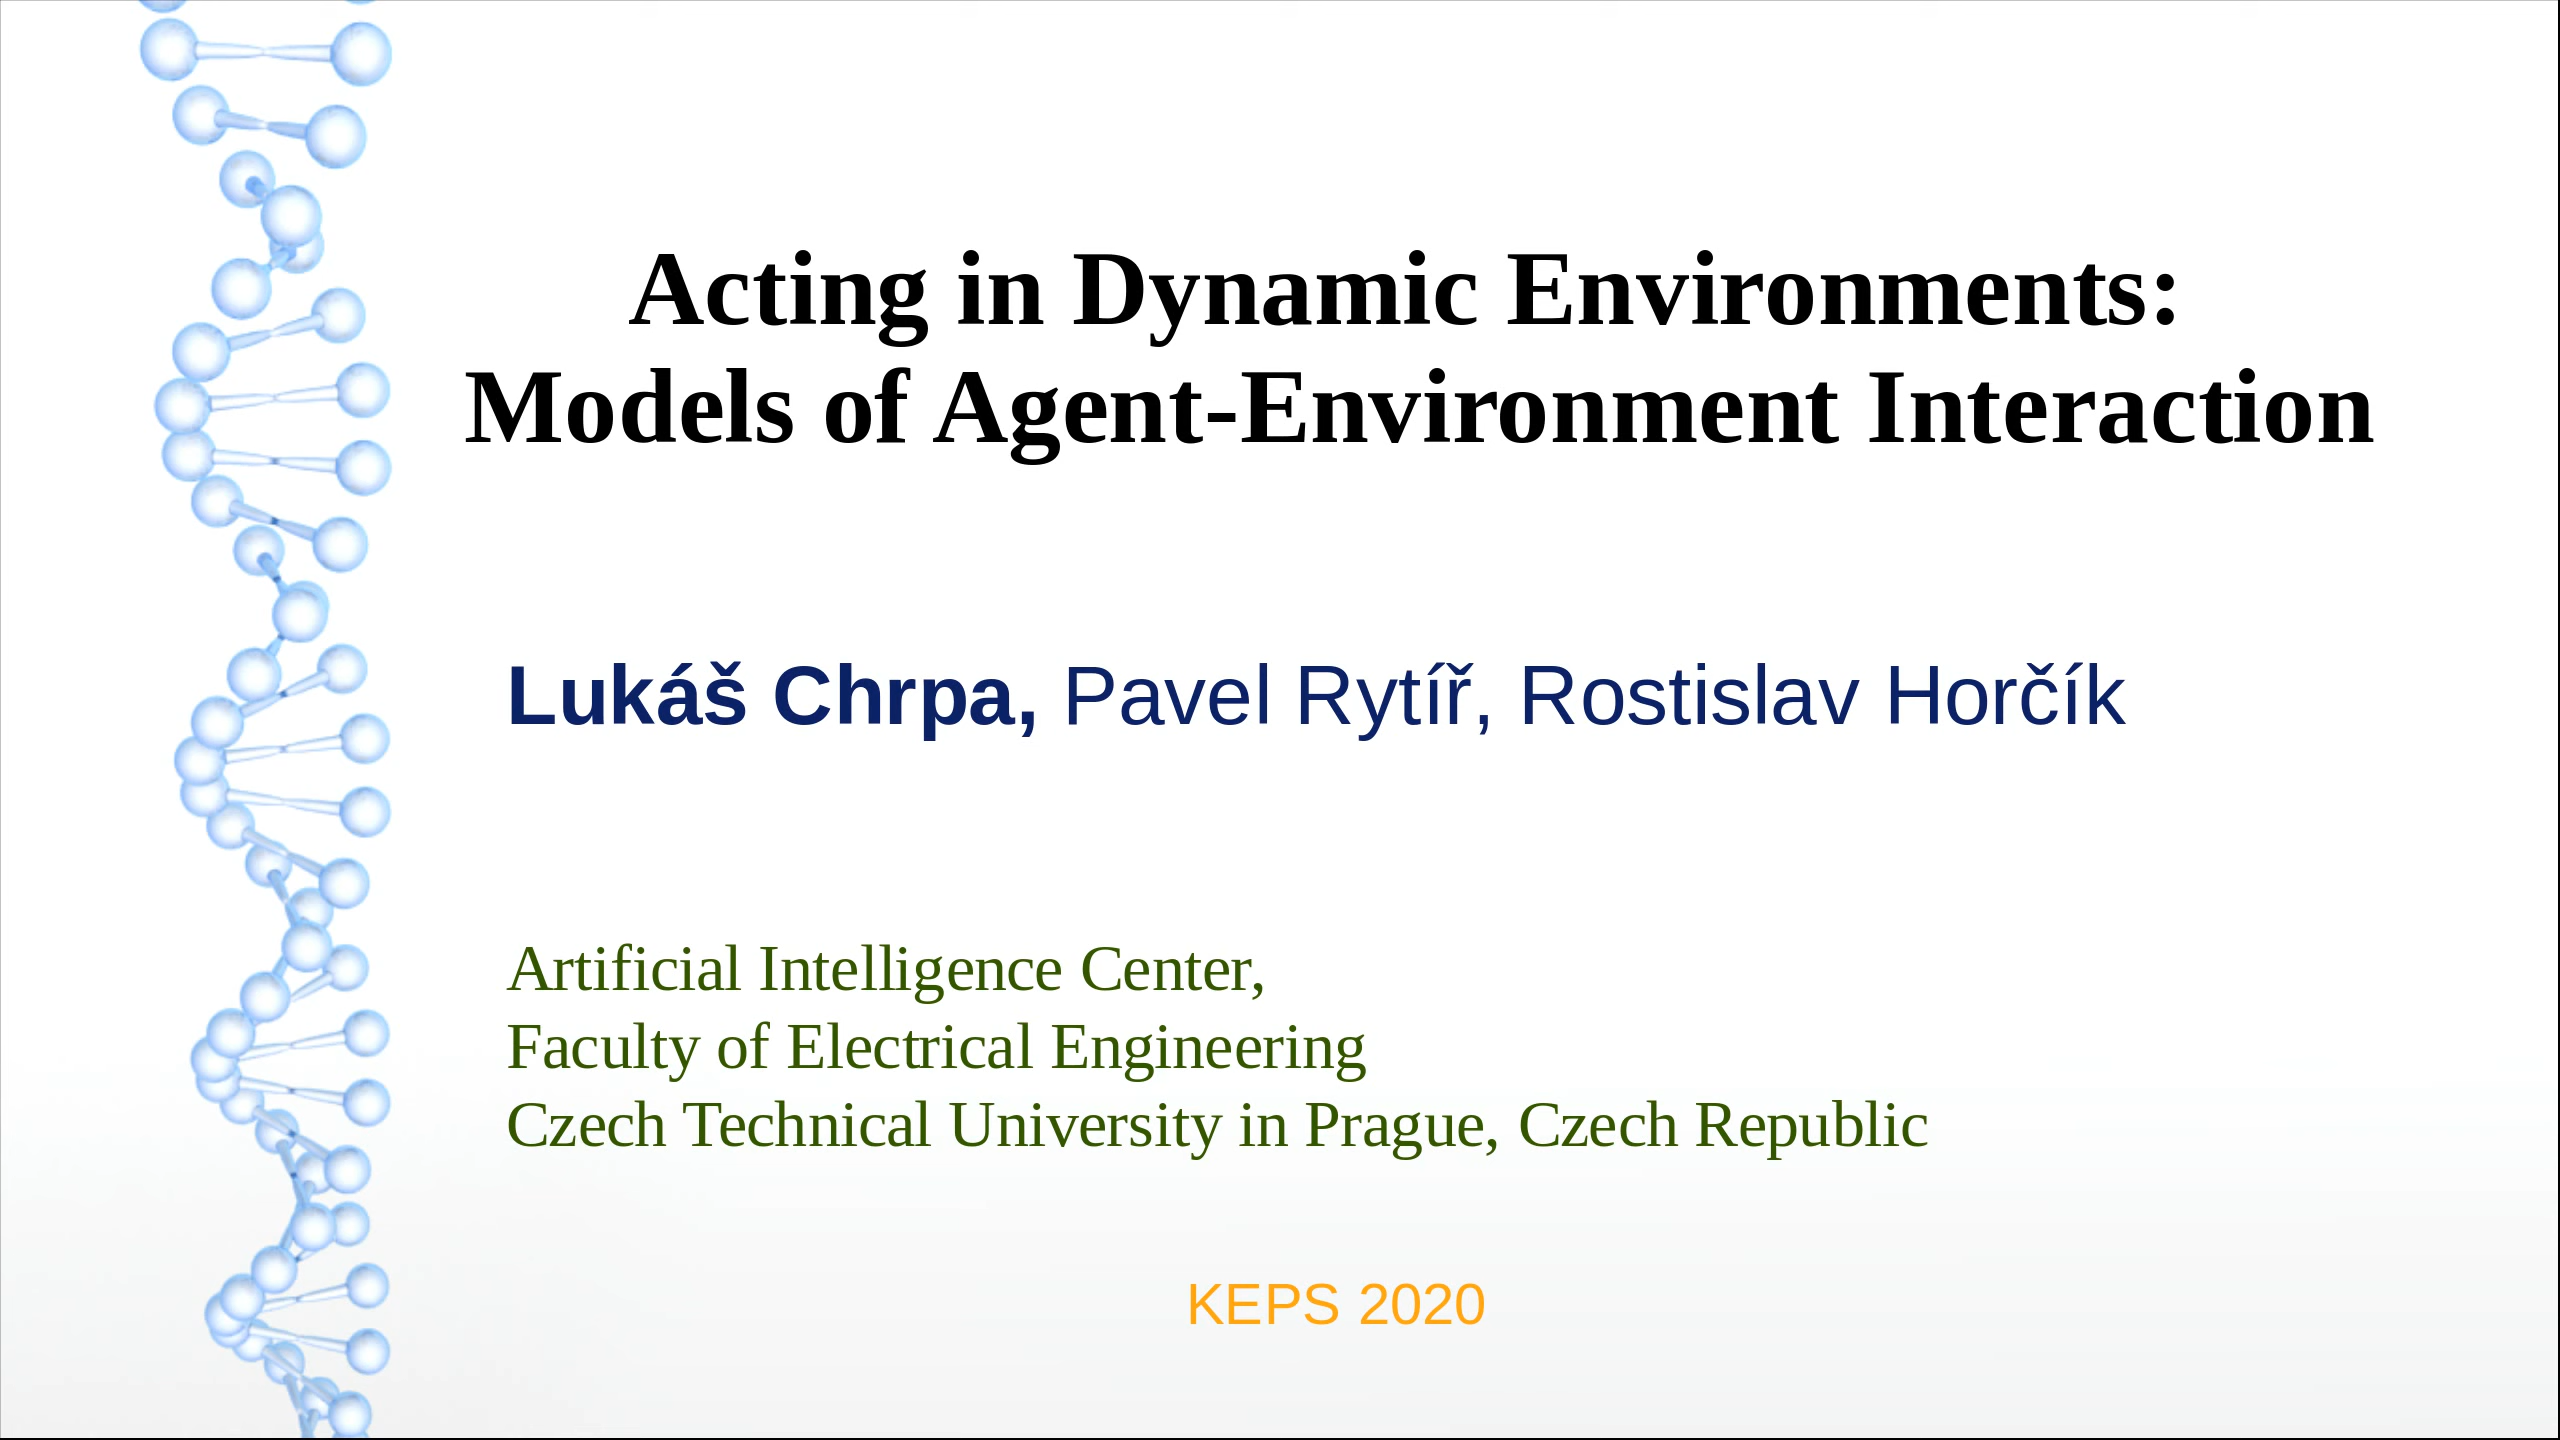 Acting in Dynamic Environments:
Models of Agent-Environment Interaction
Lukáš Chrpa, Pavel Rytíř, Rostislav Horčík
Artificial Intelligence Center,
Faculty of Electrical Engineering
Czech Technical University in Prague, Czech Republic
KEPS 2020